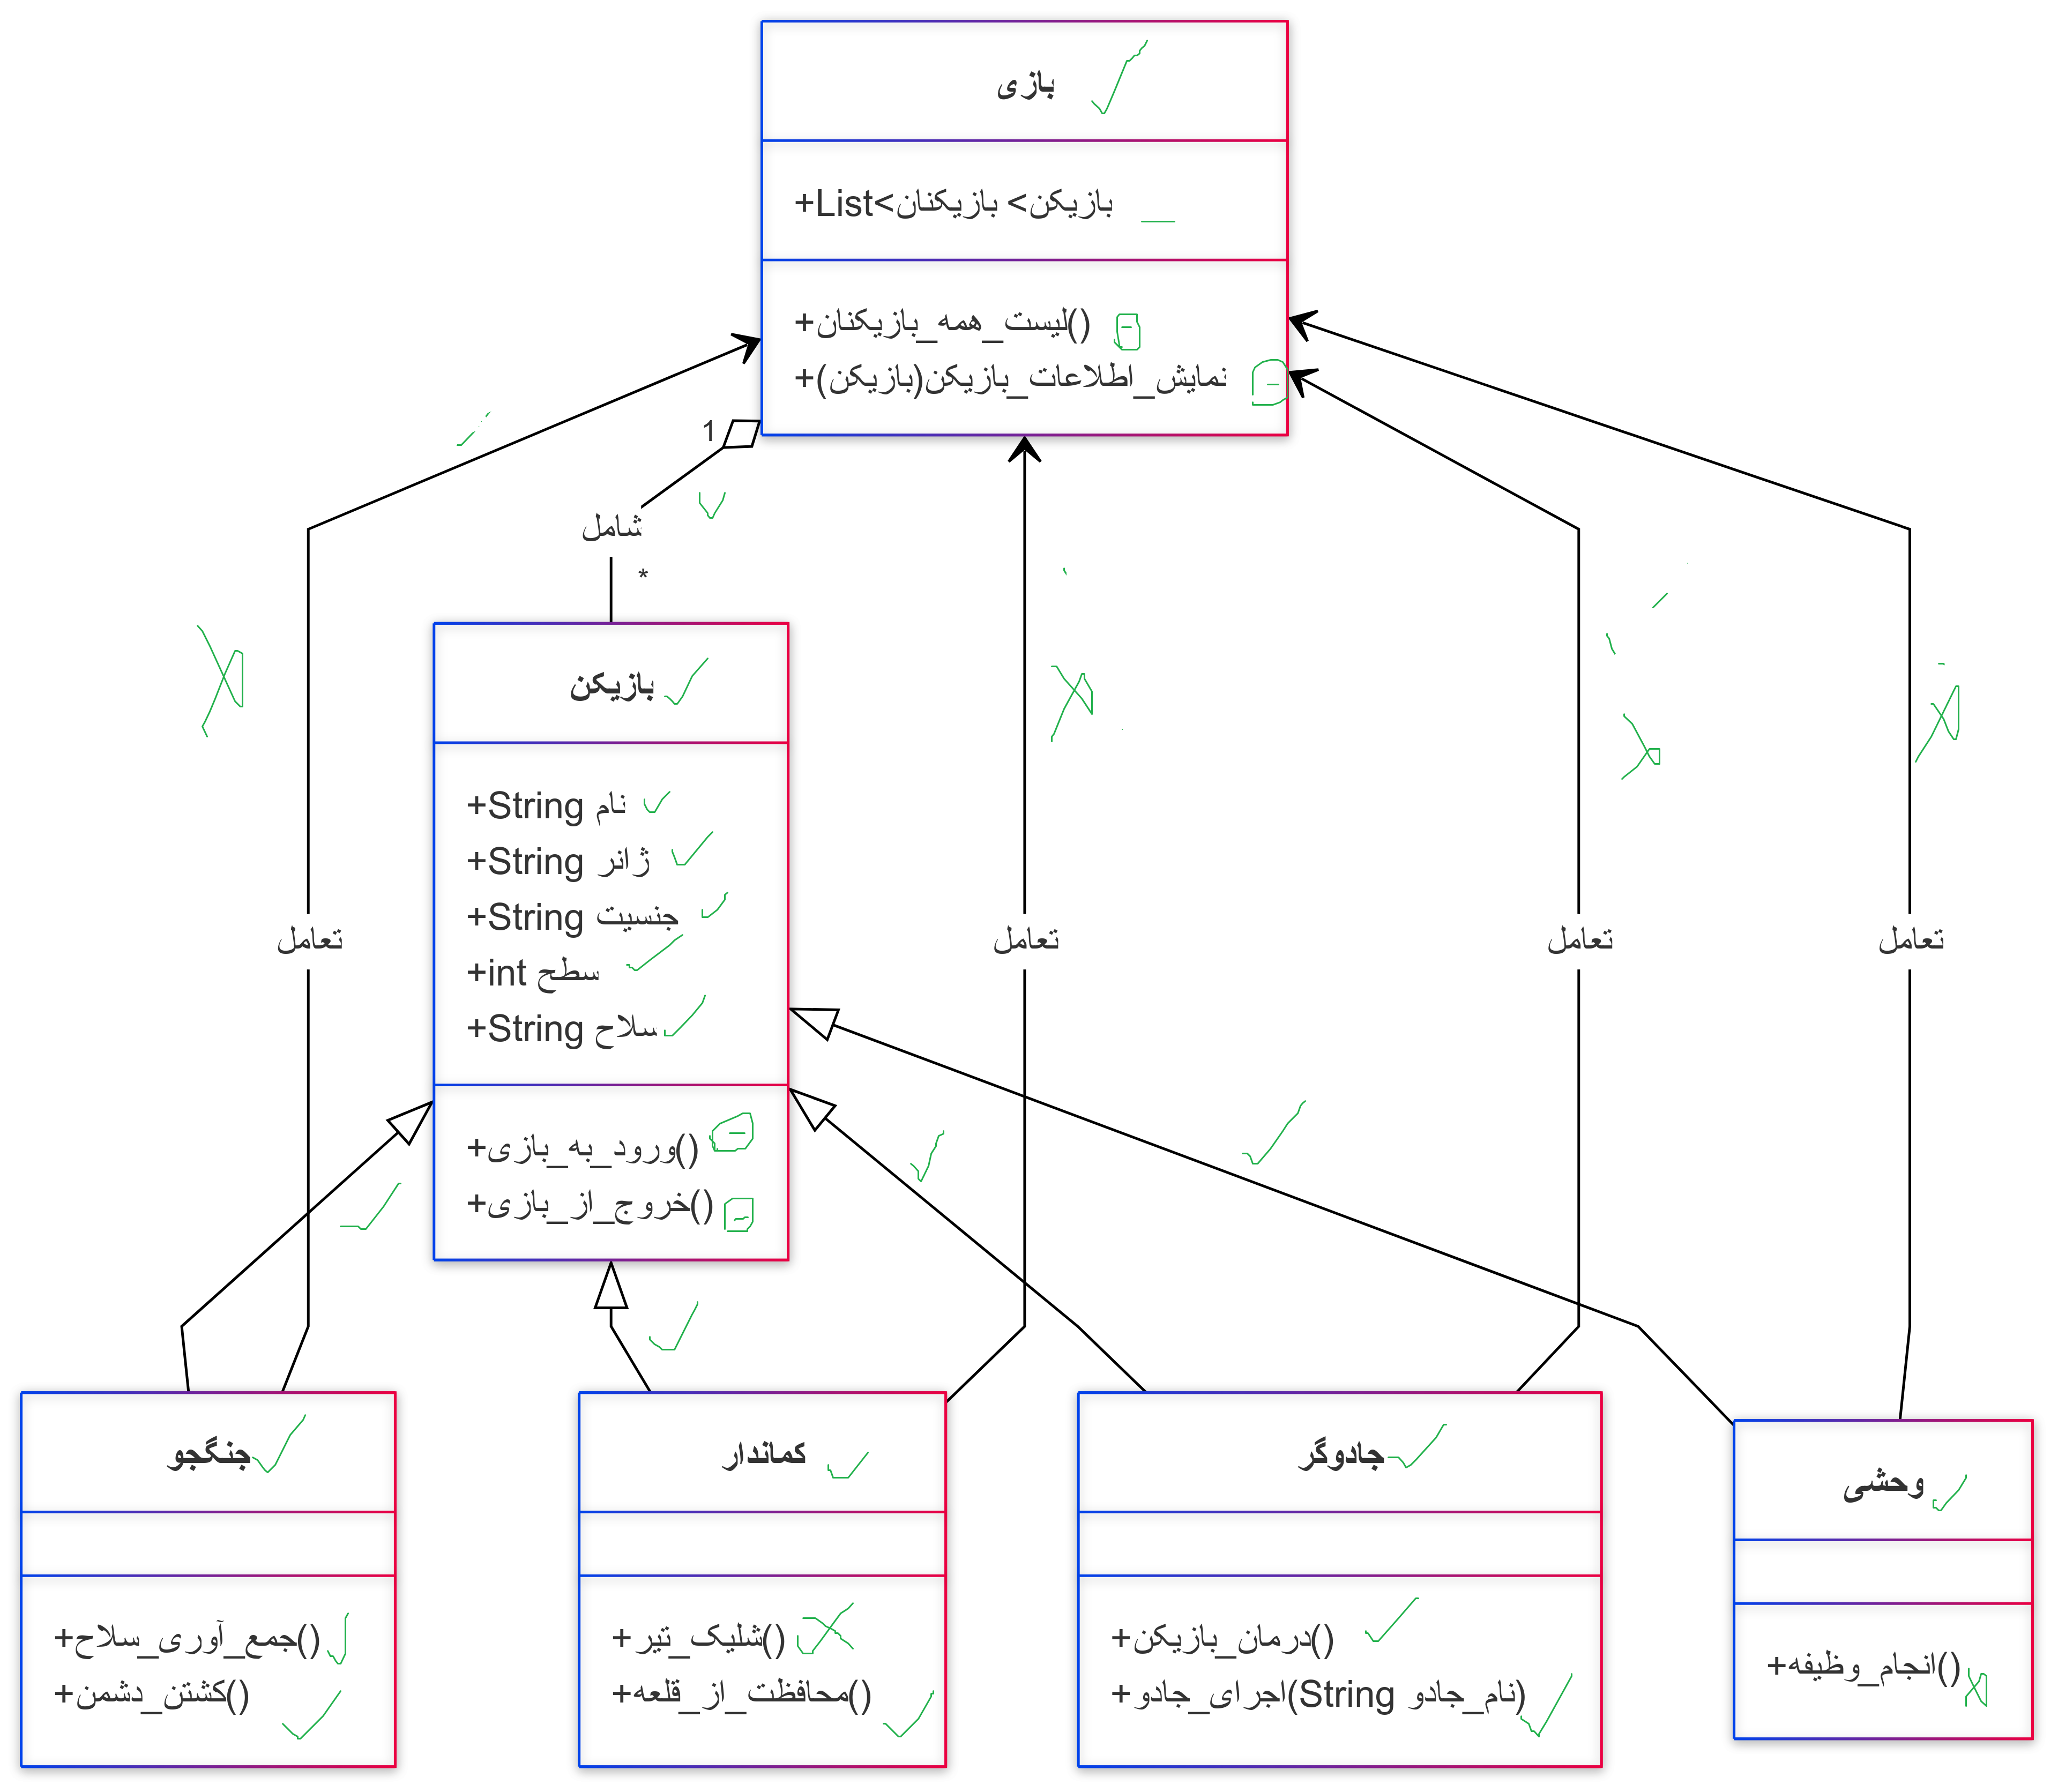 بازی
+List<بازیکنان <بازیکن
+لیست_همه_بازیکنان()
+نمایش_اطلاعات_بازیکن(بازیکن)
1
شامل
*
بازیکن
+String نام
+String ژانر
+String جنسیت
+int سطح
+String سلاح
+ورود_به_بازی()
+خروج_از_بازی()
تعامل
تعامل
تعامل
تعامل
جنگجو
+جمع_آوری_سلاح()
+کشتن_دشمن()
کماندار
+شلیک_تیر()
+محافظت_از_قلعه()
جادوگر
+درمان_بازیکن()
+اجرای_جادو(String نام_جادو)
وحشی
+انجام_وظیفه()